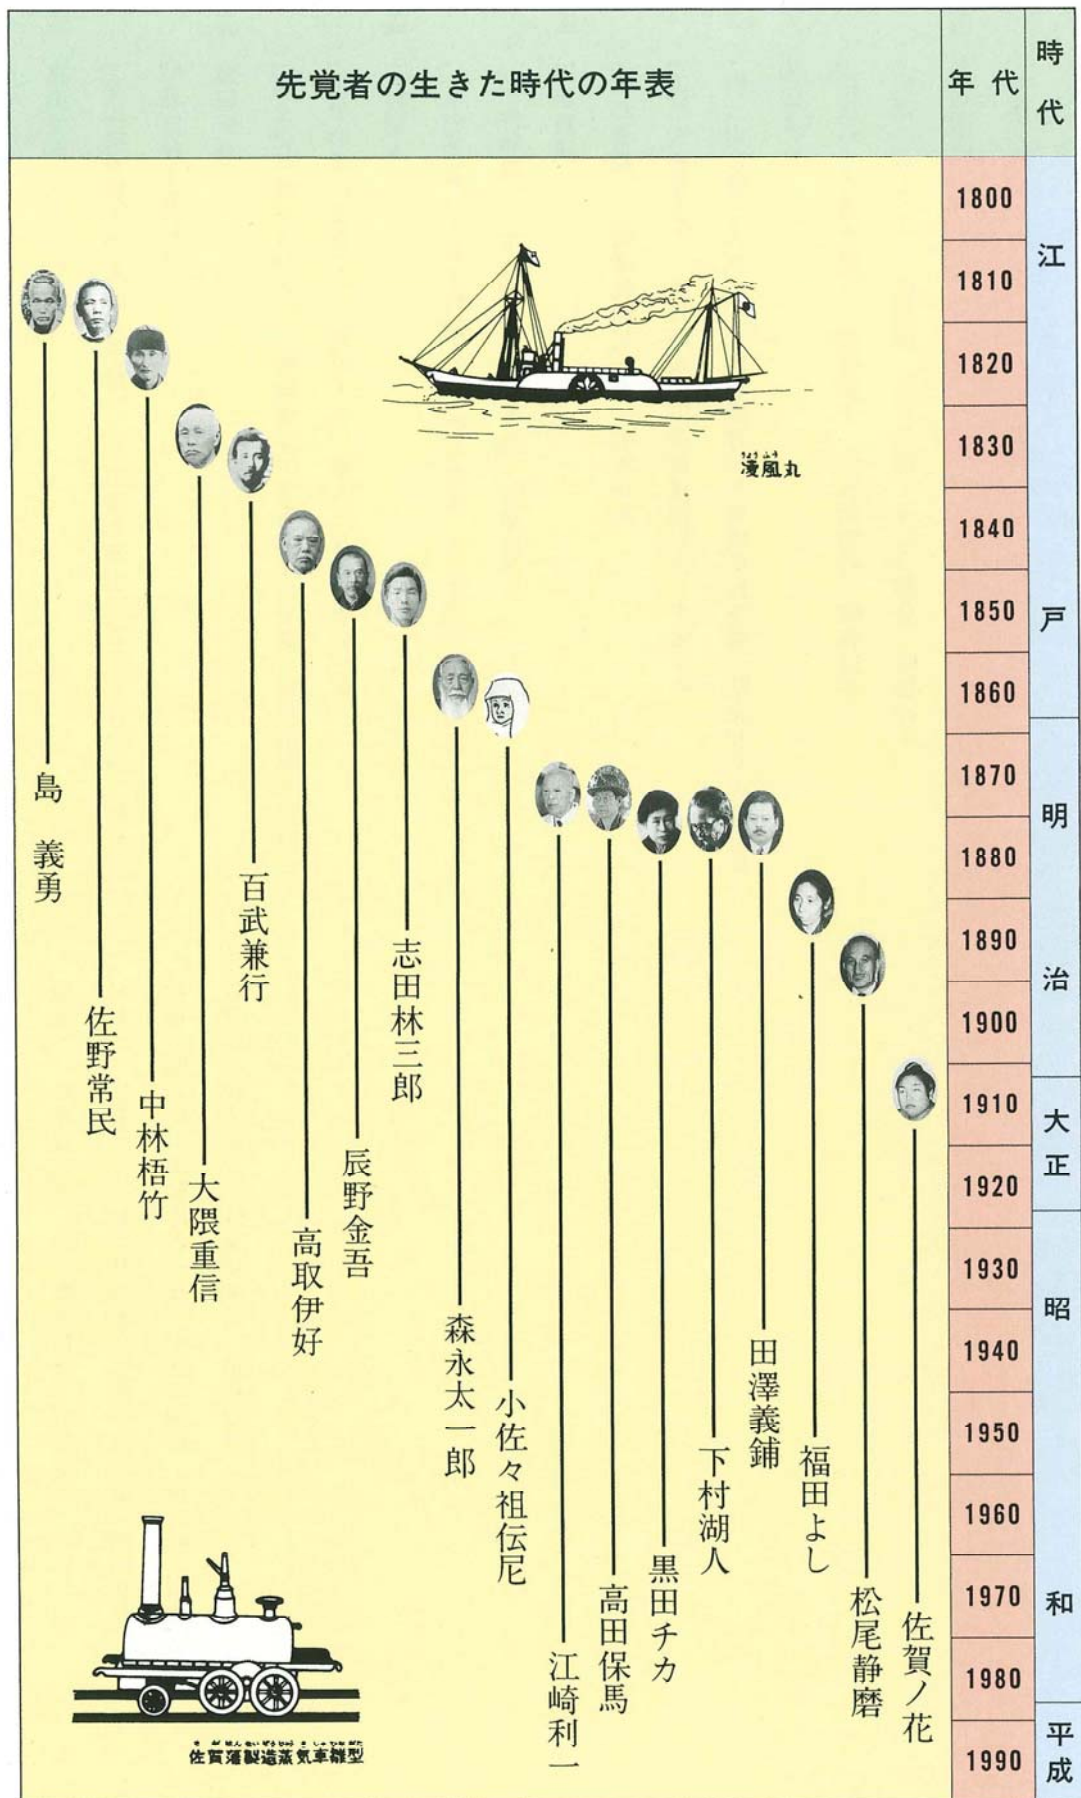 先覚者の生きた時代の年表
年代
時代
1800
1810
1820
1830
1840
1850
1860
1870
1880
1890
1900
1910
1920
1930
1940
1950
1960
1970
1980
1990
江戸
明治
大正
昭和
平成
りょうふう
凌風丸
島 義勇
佐野常民
中林梧竹
大隈重信
百武兼行
高取伊好
辰野金吾
志田林三郎
森永太一郎
小佐々祖伝尼
江崎利一
高田保馬
黒田チカ
下村湖人
田澤義鋪
福田よし
松尾静磨
佐賀ノ花
佐賀藩製造蒸気車雛型